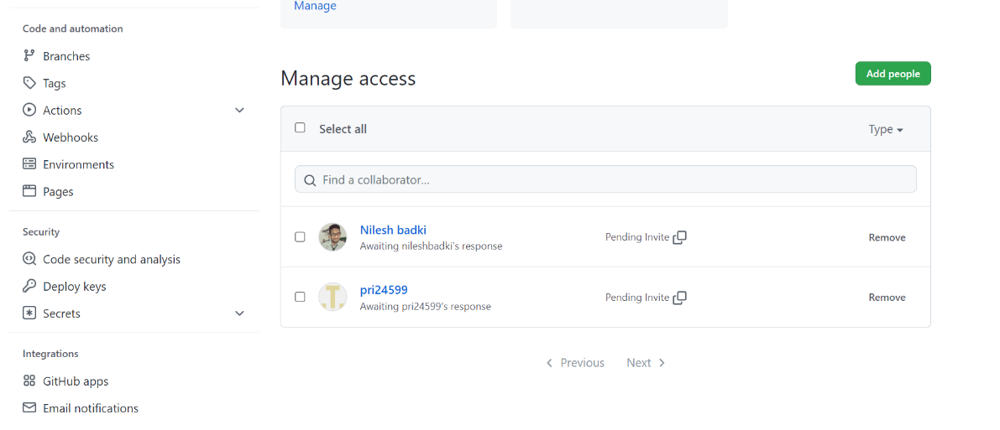 Manage
Code and automation
Branches
Tags
Actions
Webhooks
Environments
Pages
Security
Code security and analysis
Deploy keys
Secrets
Integrations
GitHub apps
Email notifications
Manage access
Add people
Select all
Type
Find a collaborator...
Nilesh badki
Awaiting nileshbadki's response
Pending Invite
Remove
pri24599
Awaiting pri24599's response
Pending Invite
Remove
Previous
Next